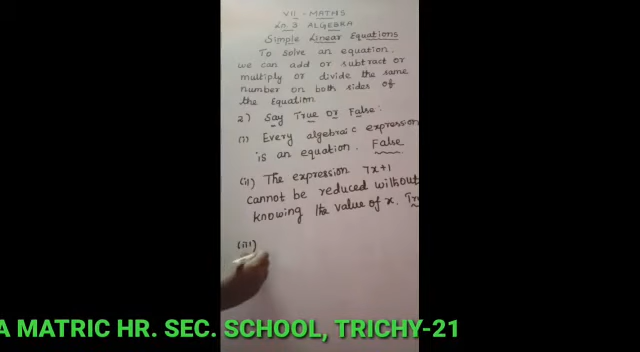 VII - MATHS
Ln.3 ALGEBRA
Simple Linear Equations
To solve an equation,
we can add or subtract or
multiply or divide the same
number on both sides of
the Equation
2) Say True or False:
(i) Every algebraic expression
is an equation. False
(ii) The expression 7x+1
cannot be reduced without
knowing the value of x. Tr
(iii)
A MATRIC HR. SEC. SCHOOL, TRICHY-21